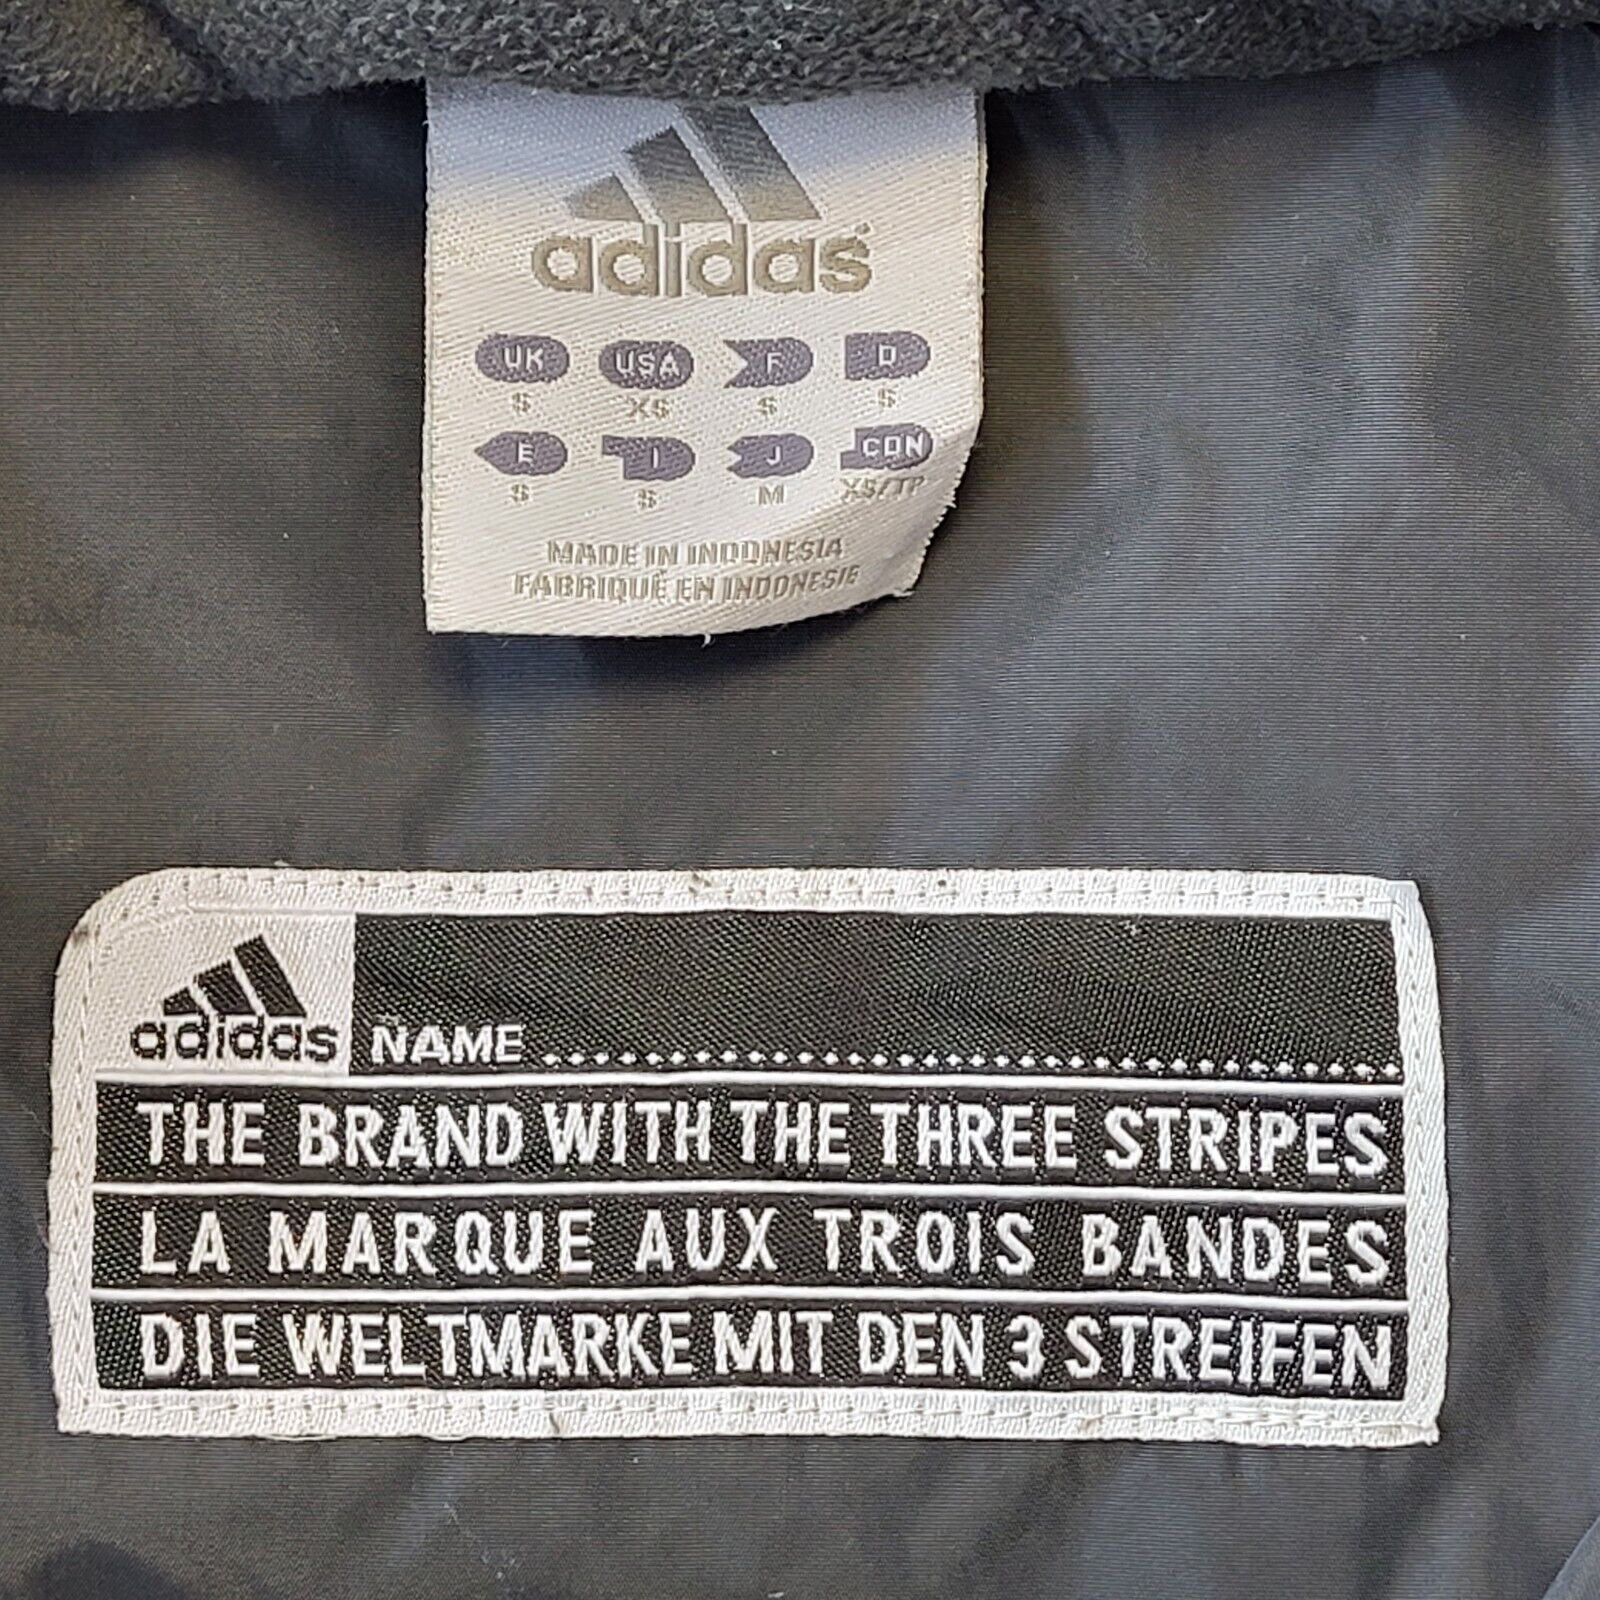 adidas
UK USA F D
S XS S S
E I J CDN
S S M XS/TP
MADE IN INDONESIA
FABRIQUÉ EN INDONESIE
adidas NAME
THE BRAND WITH THE THREE STRIPES
LA MARQUE AUX TROIS BANDES
DIE WELTMARKE MIT DEN 3 STREIFEN